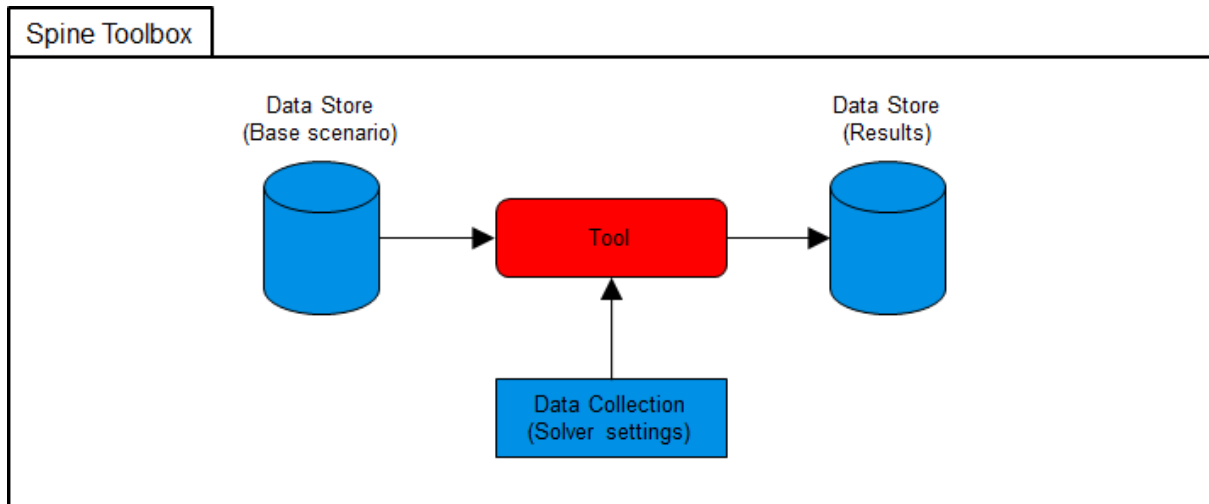 Spine Toolbox
Data Store
(Base scenario)
Data Store
(Results)
Tool
Data Collection
(Solver settings)